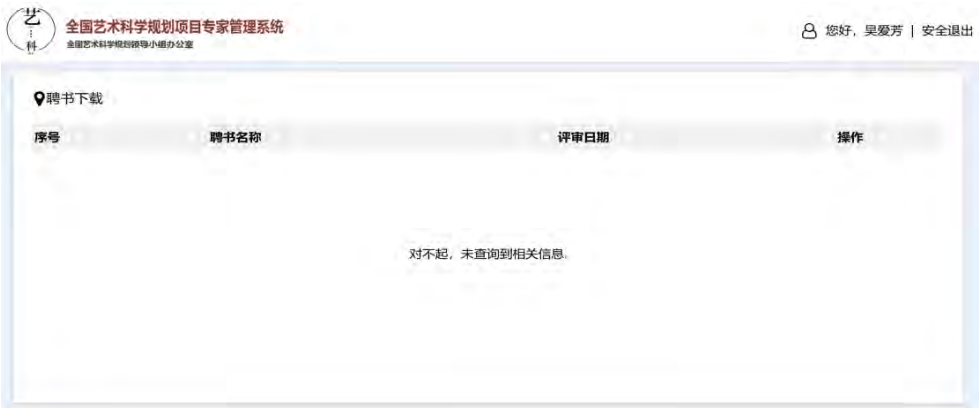 艺
科
全国艺术科学规划项目专家管理系统
全国艺术科学规划领导小组办公室
您好，吴爱芳 | 安全退出
聘书下载
序号 聘书名称 评审日期 操作
对不起，未查询到相关信息.